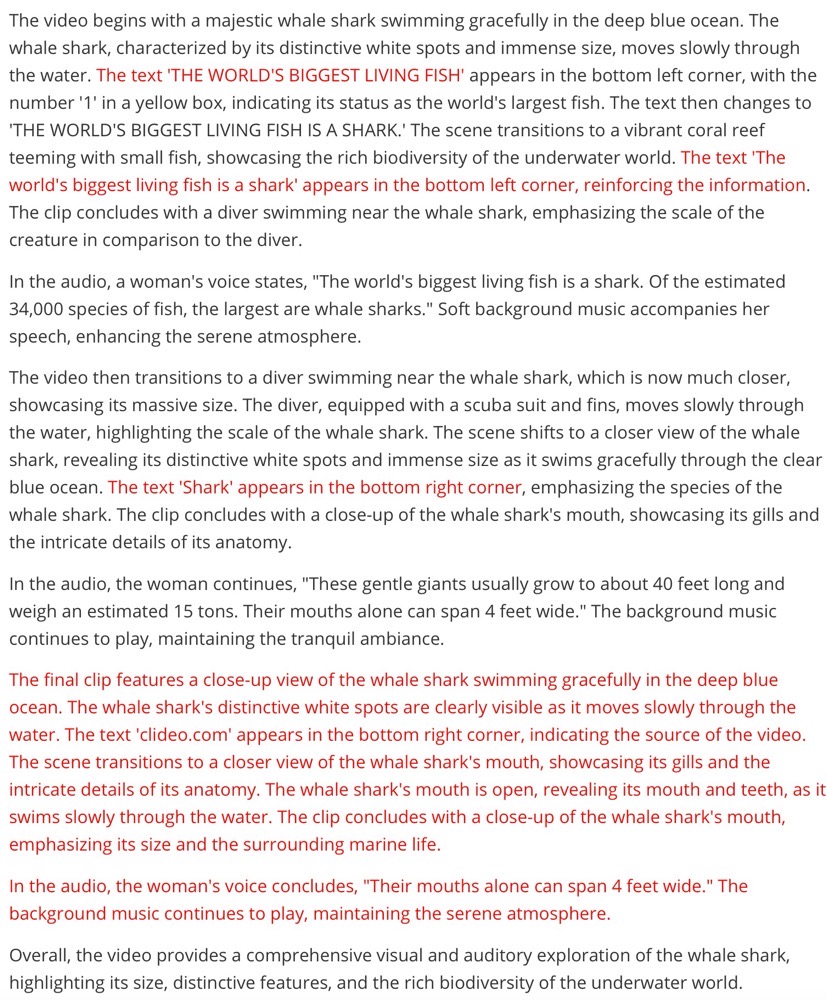 The video begins with a majestic whale shark swimming gracefully in the deep blue ocean. The
whale shark, characterized by its distinctive white spots and immense size, moves slowly through
the water. The text 'THE WORLD'S BIGGEST LIVING FISH' appears in the bottom left corner, with the
number '1' in a yellow box, indicating its status as the world's largest fish. The text then changes to
'THE WORLD'S BIGGEST LIVING FISH IS A SHARK.' The scene transitions to a vibrant coral reef
teeming with small fish, showcasing the rich biodiversity of the underwater world. The text 'The
world's biggest living fish is a shark' appears in the bottom left corner, reinforcing the information.
The clip concludes with a diver swimming near the whale shark, emphasizing the scale of the
creature in comparison to the diver.
In the audio, a woman's voice states, "The world's biggest living fish is a shark. Of the estimated
34,000 species of fish, the largest are whale sharks." Soft background music accompanies her
speech, enhancing the serene atmosphere.
The video then transitions to a diver swimming near the whale shark, which is now much closer,
showcasing its massive size. The diver, equipped with a scuba suit and fins, moves slowly through
the water, highlighting the scale of the whale shark. The scene shifts to a closer view of the whale
shark, revealing its distinctive white spots and immense size as it swims gracefully through the clear
blue ocean. The text 'Shark' appears in the bottom right corner, emphasizing the species of the
whale shark. The clip concludes with a close-up of the whale shark's mouth, showcasing its gills and
the intricate details of its anatomy.
In the audio, the woman continues, "These gentle giants usually grow to about 40 feet long and
weigh an estimated 15 tons. Their mouths alone can span 4 feet wide." The background music
continues to play, maintaining the tranquil ambiance.
The final clip features a close-up view of the whale shark swimming gracefully in the deep blue
ocean. The whale shark's distinctive white spots are clearly visible as it moves slowly through the
water. The text 'clideo.com' appears in the bottom right corner, indicating the source of the video.
The scene transitions to a closer view of the whale shark's mouth, showcasing its gills and the
intricate details of its anatomy. The whale shark's mouth is open, revealing its mouth and teeth, as it
swims slowly through the water. The clip concludes with a close-up of the whale shark's mouth,
emphasizing its size and the surrounding marine life.
In the audio, the woman's voice concludes, "Their mouths alone can span 4 feet wide." The
background music continues to play, maintaining the serene atmosphere.
Overall, the video provides a comprehensive visual and auditory exploration of the whale shark,
highlighting its size, distinctive features, and the rich biodiversity of the underwater world.